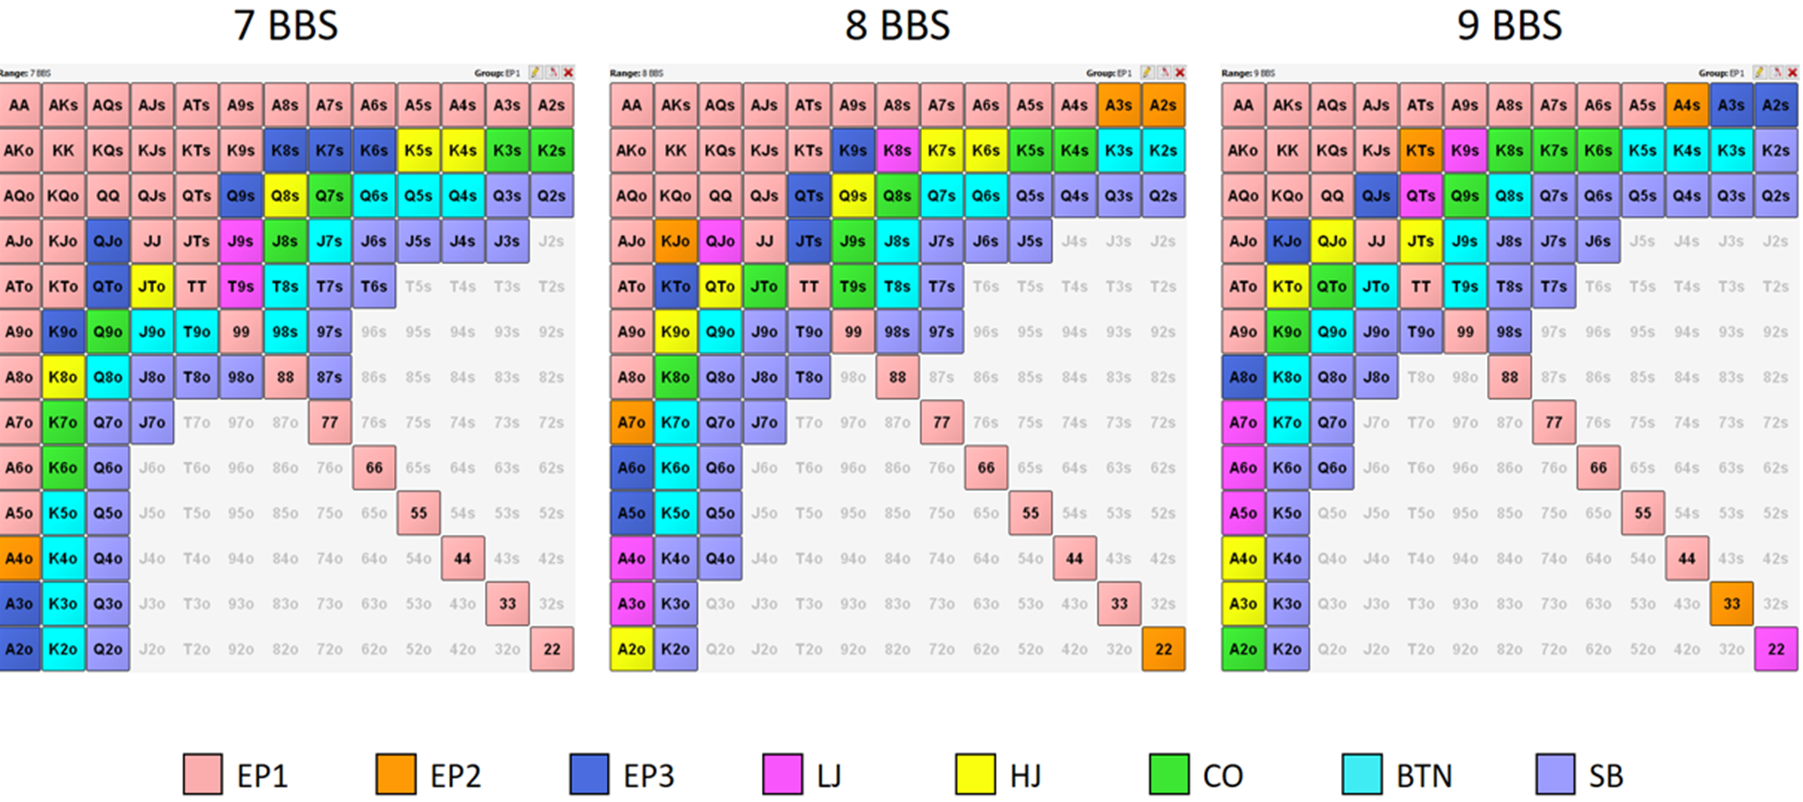 7 BBS 8 BBS 9 BBS
Range: 7 BBS Group: EP1 Range: 8 BBS Group: EP1 Range: 9 BBS Group: EP1
AA AKs AQs AJs ATs A9s A8s A7s A6s A5s A4s A3s A2s AA AKs AQs AJs ATs A9s A8s A7s A6s A5s A4s A3s A2s AA AKs AQs AJs ATs A9s A8s A7s A6s A5s A4s A3s A2s
AKo KK KQs KJs KTs K9s K8s K7s K6s K5s K4s K3s K2s AKo KK KQs KJs KTs K9s K8s K7s K6s K5s K4s K3s K2s AKo KK KQs KJs KTs K9s K8s K7s K6s K5s K4s K3s K2s
AQo KQo QQ QJs QTs Q9s Q8s Q7s Q6s Q5s Q4s Q3s Q2s AQo KQo QQ QJs QTs Q9s Q8s Q7s Q6s Q5s Q4s Q3s Q2s AQo KQo QQ QJs QTs Q9s Q8s Q7s Q6s Q5s Q4s Q3s Q2s
AJo KJo QJo JJ JTs J9s J8s J7s J6s J5s J4s J3s J2s AJo KJo QJo JJ JTs J9s J8s J7s J6s J5s J4s J3s J2s AJo KJo QJo JJ JTs J9s J8s J7s J6s J5s J4s J3s J2s
ATo KTo QTo JTo TT T9s T8s T7s T6s T5s T4s T3s T2s ATo KTo QTo JTo TT T9s T8s T7s T6s T5s T4s T3s T2s ATo KTo QTo JTo TT T9s T8s T7s T6s T5s T4s T3s T2s
A9o K9o Q9o J9o T9o 99 98s 97s 96s 95s 94s 93s 92s A9o K9o Q9o J9o T9o 99 98s 97s 96s 95s 94s 93s 92s A9o K9o Q9o J9o T9o 99 98s 97s 96s 95s 94s 93s 92s
A8o K8o Q8o J8o T8o 98o 88 87s 86s 85s 84s 83s 82s A8o K8o Q8o J8o T8o 98o 88 87s 86s 85s 84s 83s 82s A8o K8o Q8o J8o T8o 98o 88 87s 86s 85s 84s 83s 82s
A7o K7o Q7o J7o T7o 97o 87o 77 76s 75s 74s 73s 72s A7o K7o Q7o J7o T7o 97o 87o 77 76s 75s 74s 73s 72s A7o K7o Q7o J7o T7o 97o 87o 77 76s 75s 74s 73s 72s
A6o K6o Q6o J6o T6o 96o 86o 76o 66 65s 64s 63s 62s A6o K6o Q6o J6o T6o 96o 86o 76o 66 65s 64s 63s 62s A6o K6o Q6o J6o T6o 96o 86o 76o 66 65s 64s 63s 62s
A5o K5o Q5o J5o T5o 95o 85o 75o 65o 55 54s 53s 52s A5o K5o Q5o J5o T5o 95o 85o 75o 65o 55 54s 53s 52s A5o K5o Q5o J5o T5o 95o 85o 75o 65o 55 54s 53s 52s
A4o K4o Q4o J4o T4o 94o 84o 74o 64o 54o 44 43s 42s A4o K4o Q4o J4o T4o 94o 84o 74o 64o 54o 44 43s 42s A4o K4o Q4o J4o T4o 94o 84o 74o 64o 54o 44 43s 42s
A3o K3o Q3o J3o T3o 93o 83o 73o 63o 53o 43o 33 32s A3o K3o Q3o J3o T3o 93o 83o 73o 63o 53o 43o 33 32s A3o K3o Q3o J3o T3o 93o 83o 73o 63o 53o 43o 33 32s
A2o K2o Q2o J2o T2o 92o 82o 72o 62o 52o 42o 32o 22 A2o K2o Q2o J2o T2o 92o 82o 72o 62o 52o 42o 32o 22 A2o K2o Q2o J2o T2o 92o 82o 72o 62o 52o 42o 32o 22
EP1 EP2 EP3 LJ HJ CO BTN SB